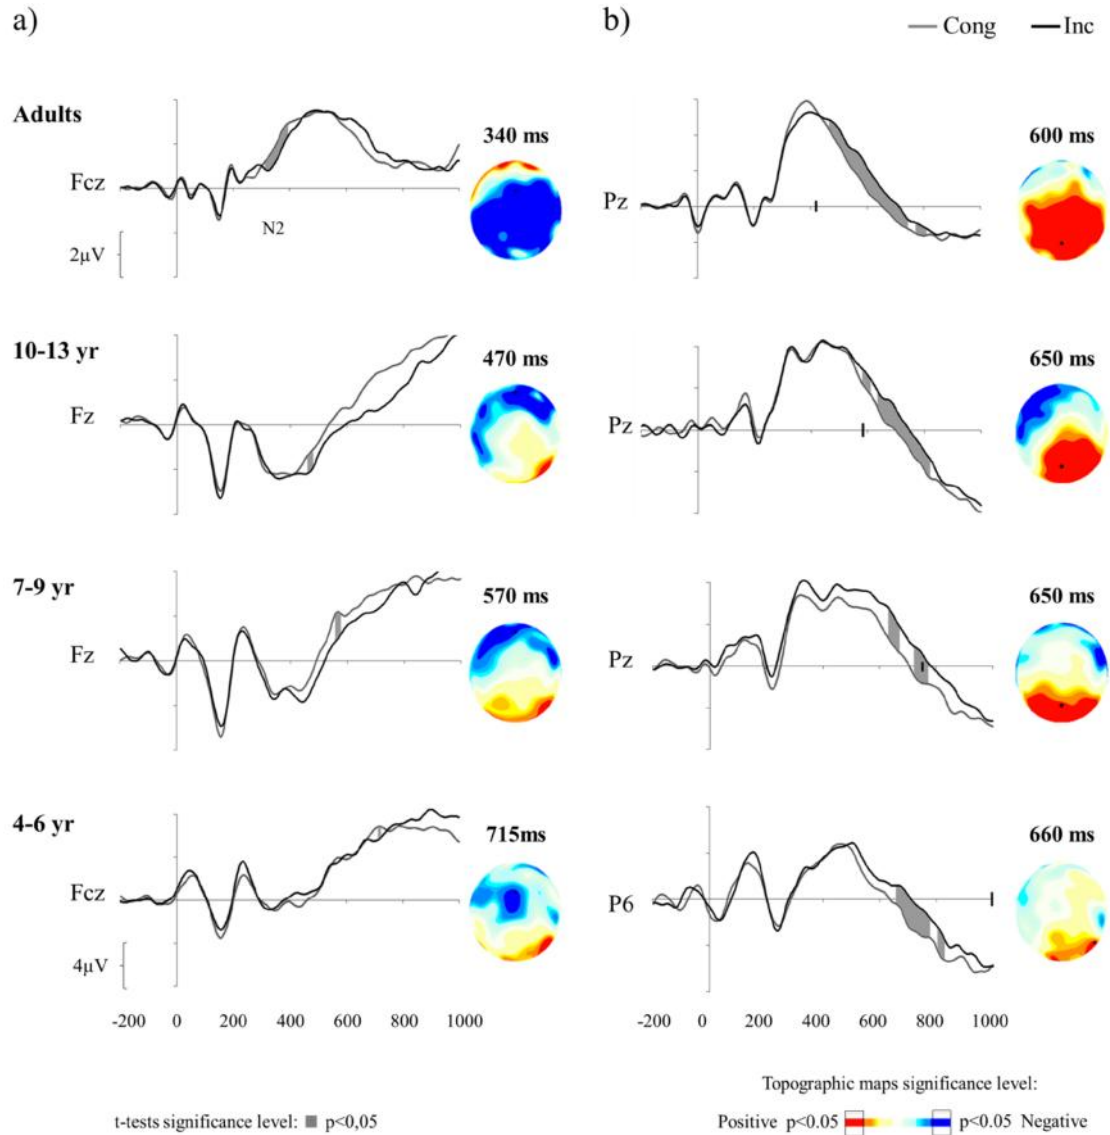 a)
b)
Cong Inc
Adults
340 ms
600 ms
Fcz
Pz
N2
2µV
10-13 yr
470 ms
650 ms
Fz
Pz
7-9 yr
570 ms
650 ms
Fz
Pz
4-6 yr
715ms
660 ms
Fcz
P6
4µV
-200 0 200 400 600 800 1000
-200 0 200 400 600 800 1000
Topographic maps significance level:
t-tests significance level: p<0,05
Positive p<0.05 p<0.05 Negative